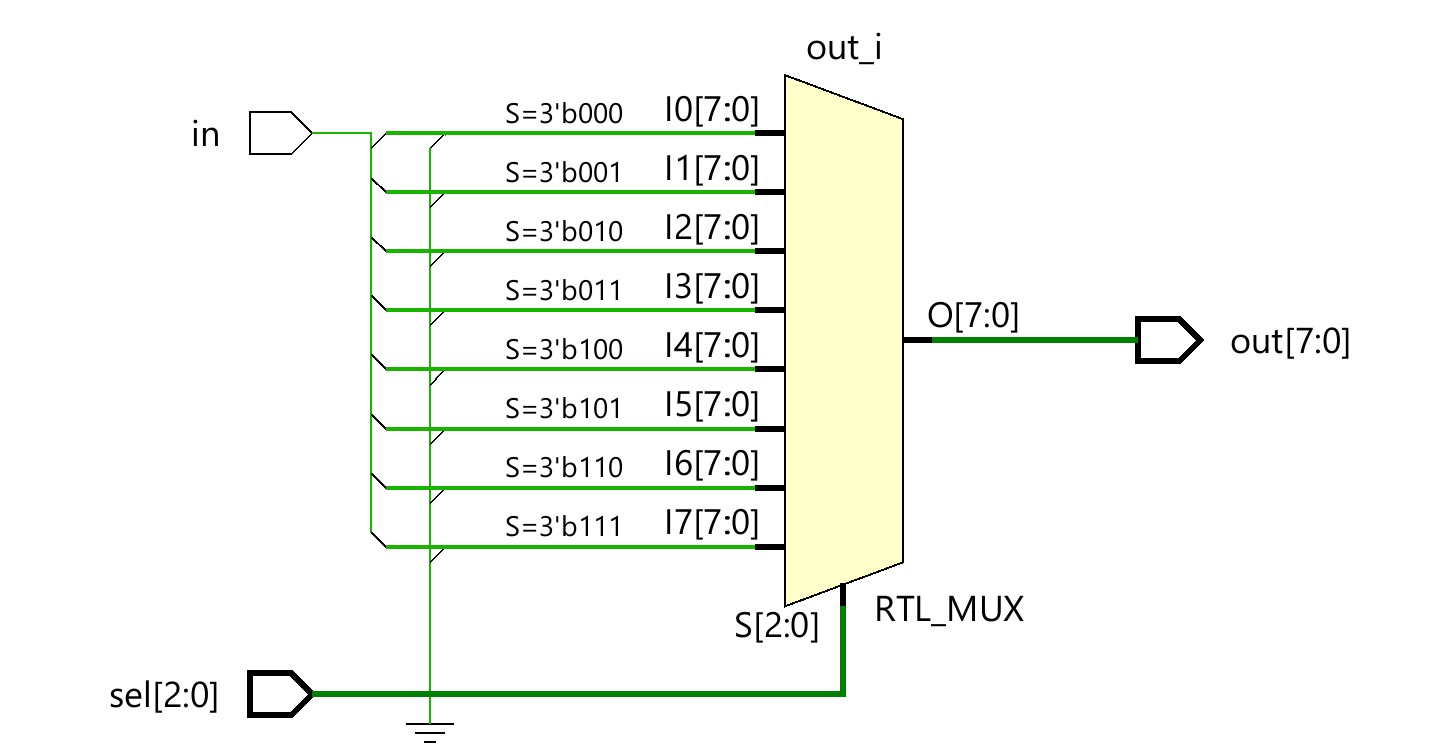 out_i
in
S=3'b000 I0[7:0]
S=3'b001 I1[7:0]
S=3'b010 I2[7:0]
S=3'b011 I3[7:0]
S=3'b100 I4[7:0]
S=3'b101 I5[7:0]
S=3'b110 I6[7:0]
S=3'b111 I7[7:0]
O[7:0]
out[7:0]
S[2:0]
RTL_MUX
sel[2:0]